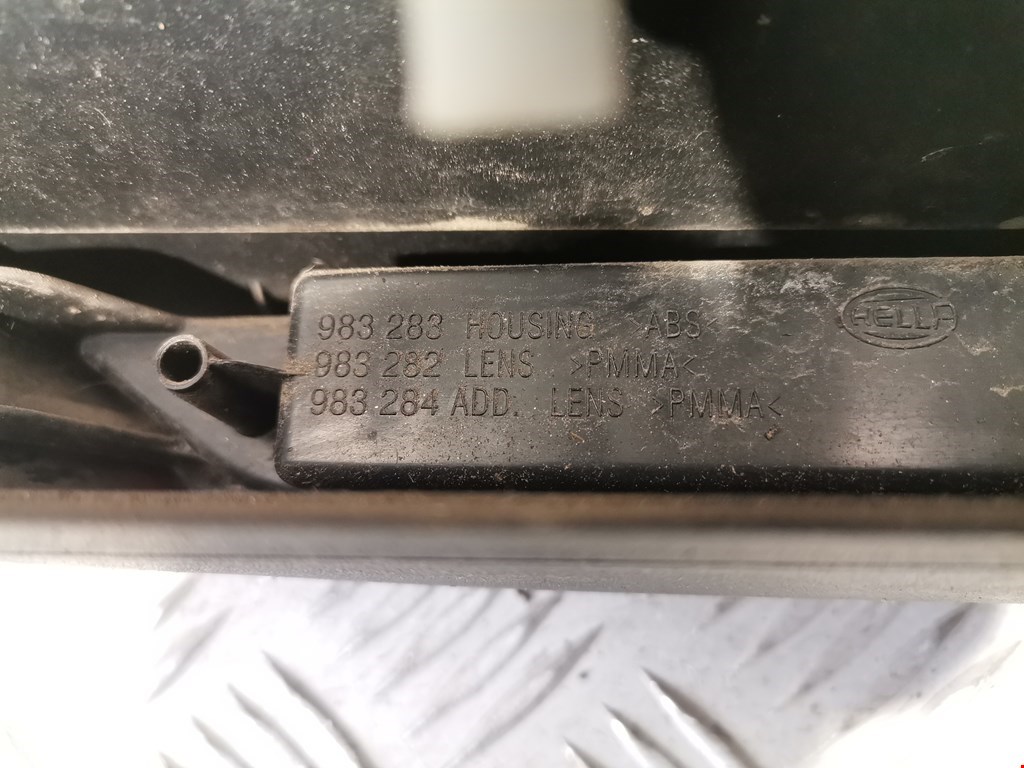 983 283 HOUSING >ABS<
HELLA
983 282 LENS >PMMA<
983 284 ADD. LENS >PMMA<